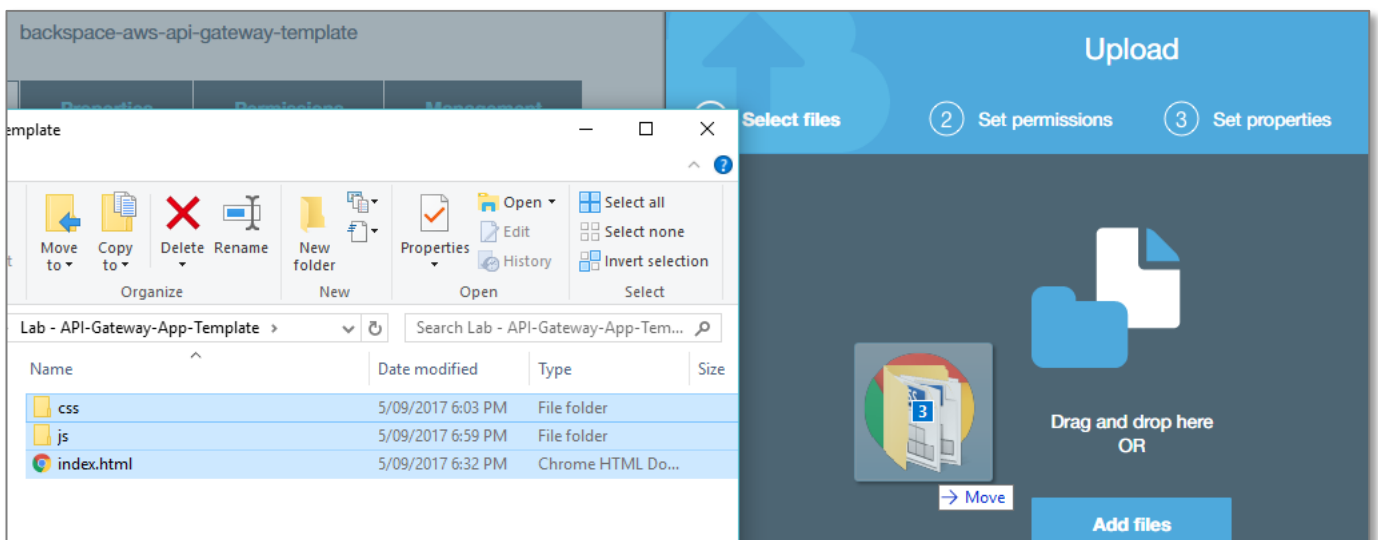 backspace-aws-api-gateway-template
Upload
Properties Permissions Management
Select files 2 Set permissions 3 Set properties
emplate
?
Move to Copy to Delete Rename New folder Properties Open Edit History Select all Select none Invert selection
t
Organize New Open Select
Lab - API-Gateway-App-Template > Search Lab - API-Gateway-App-Tem...
Name Date modified Type Size
css 5/09/2017 6:03 PM File folder
js 5/09/2017 6:59 PM File folder
index.html 5/09/2017 6:32 PM Chrome HTML Do...
3
Move
Drag and drop here
OR
Add files